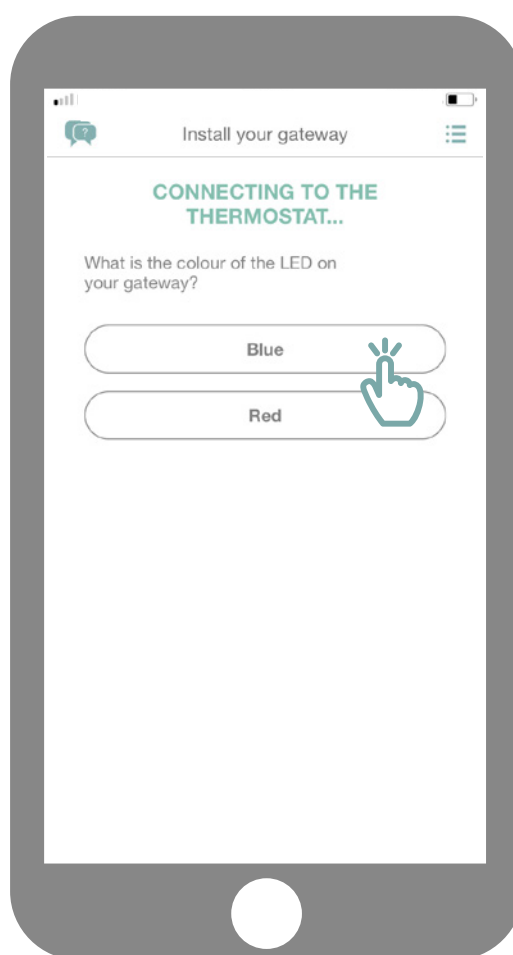 ?
Install your gateway
CONNECTING TO THE
THERMOSTAT...
What is the colour of the LED on
your gateway?
Blue
Red